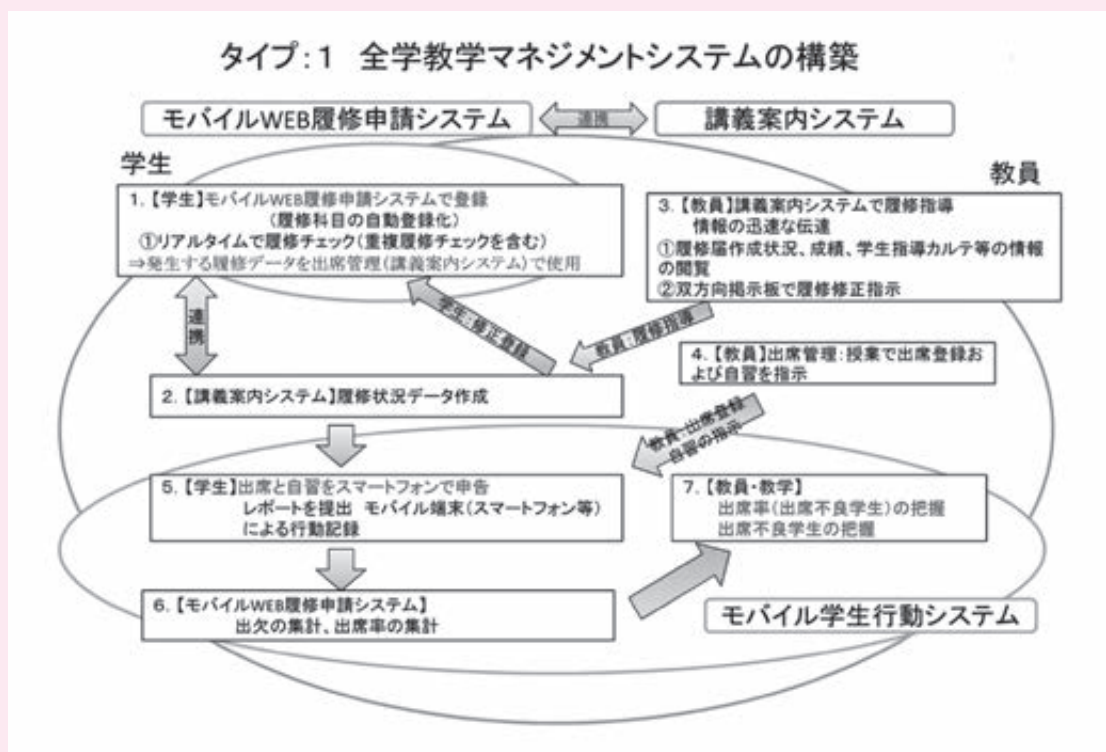 タイプ:1 全学教学マネジメントシステムの構築
モバイルWEB履修申請システム
連携
講義案内システム
学生
教員
1.【学生】モバイルWEB履修申請システムで登録
(履修科目の自動登録化)
①リアルタイムで履修チェック(重複履修チェックを含む)
⇒発生する履修データを出席管理(講義案内システム)で使用
3.【教員】講義案内システムで履修指導
情報の迅速な伝達
①履修届作成状況、成績、学生指導カルテ等の情報
の閲覧
②双方向掲示板で履修修正指示
連携
学生:修正登録
教員:履修指導
4.【教員】出席管理:授業で出席登録お
よび自習を指示
2.【講義案内システム】履修状況データ作成
教員:出席登録
自習の指示
5.【学生】出席と自習をスマートフォンで申告
レポートを提出 モバイル端末(スマートフォン等)
による行動記録
7.【教員・教学】
出席率(出席不良学生)の把握
出席不良学生の把握
6.【モバイルWEB履修申請システム】
出欠の集計、出席率の集計
モバイル学生行動システム